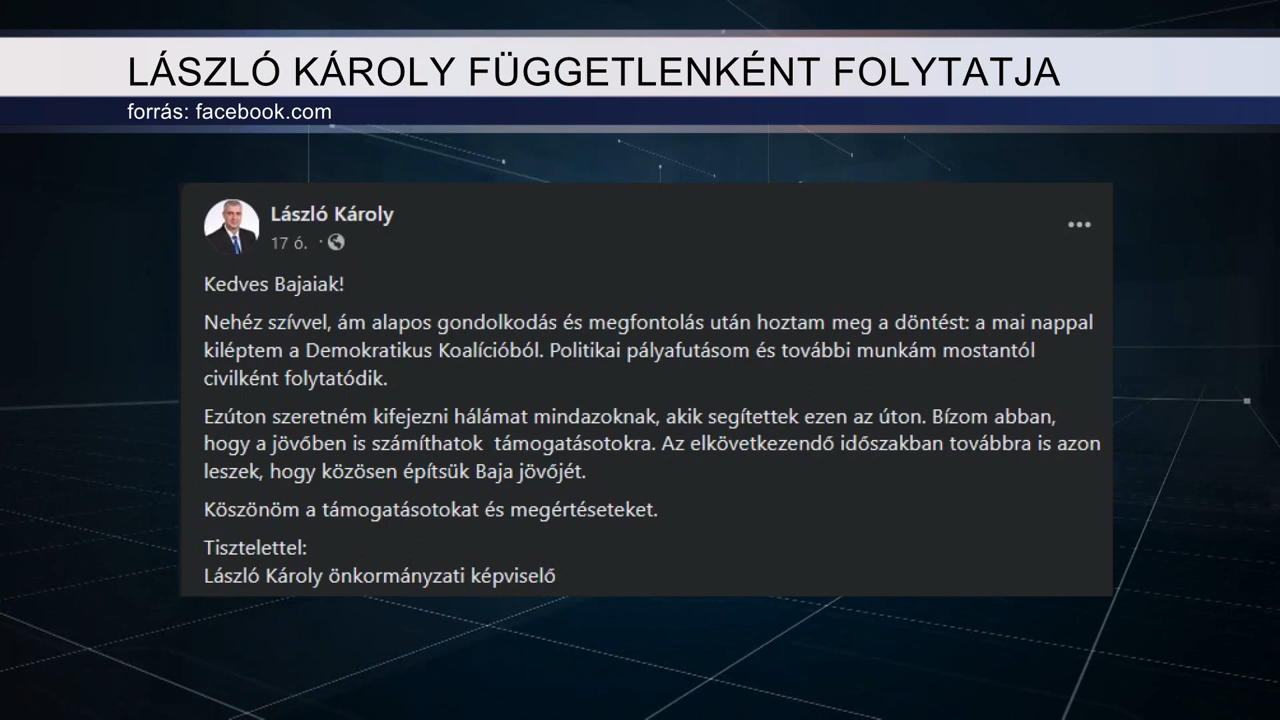 LÁSZLÓ KÁROLY FÜGGETLENKÉNT FOLYTATJA
forrás: facebook.com
László Károly
17 ó. ·
Kedves Bajaiak!
Nehéz szívvel, ám alapos gondolkodás és megfontolás után hoztam meg a döntést: a mai nappal
kiléptem a Demokratikus Koalícióból. Politikai pályafutásom és további munkám mostantól
civilként folytatódik.
Ezúton szeretném kifejezni hálámat mindazoknak, akik segítettek ezen az úton. Bízom abban,
hogy a jövőben is számíthatok  támogatásotokra. Az elkövetkezendő időszakban továbbra is azon
leszek, hogy közösen építsük Baja jövőjét.
Köszönöm a támogatásotokat és megértéseteket.
Tisztelettel:
László Károly önkormányzati képviselő